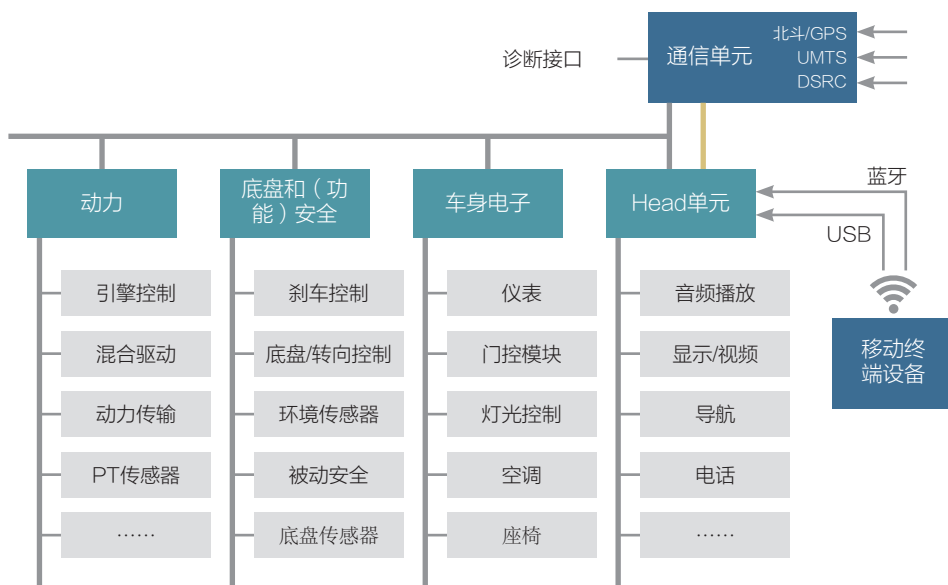 诊断接口
通信单元
北斗/GPS
UMTS
DSRC
动力
底盘和（功
能）安全
车身电子
Head单元
蓝牙
USB
引擎控制
混合驱动
动力传输
PT传感器
……
刹车控制
底盘/转向控制
环境传感器
被动安全
底盘传感器
仪表
门控模块
灯光控制
空调
座椅
音频播放
显示/视频
导航
电话
……
移动终
端设备